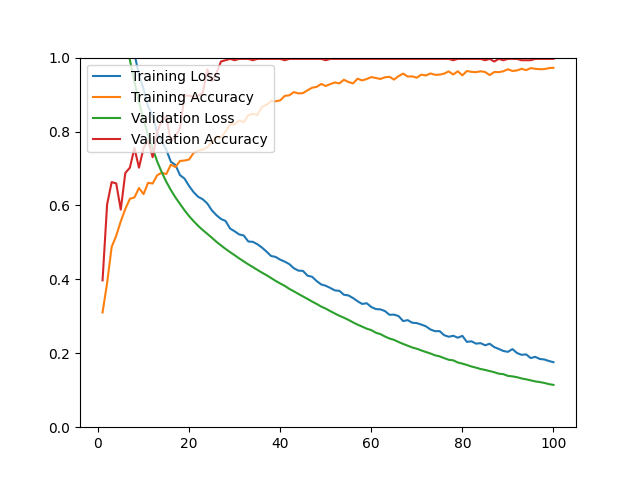 1.0
0.8
0.6
0.4
0.2
0.0
Training Loss
Training Accuracy
Validation Loss
Validation Accuracy
0 20 40 60 80 100